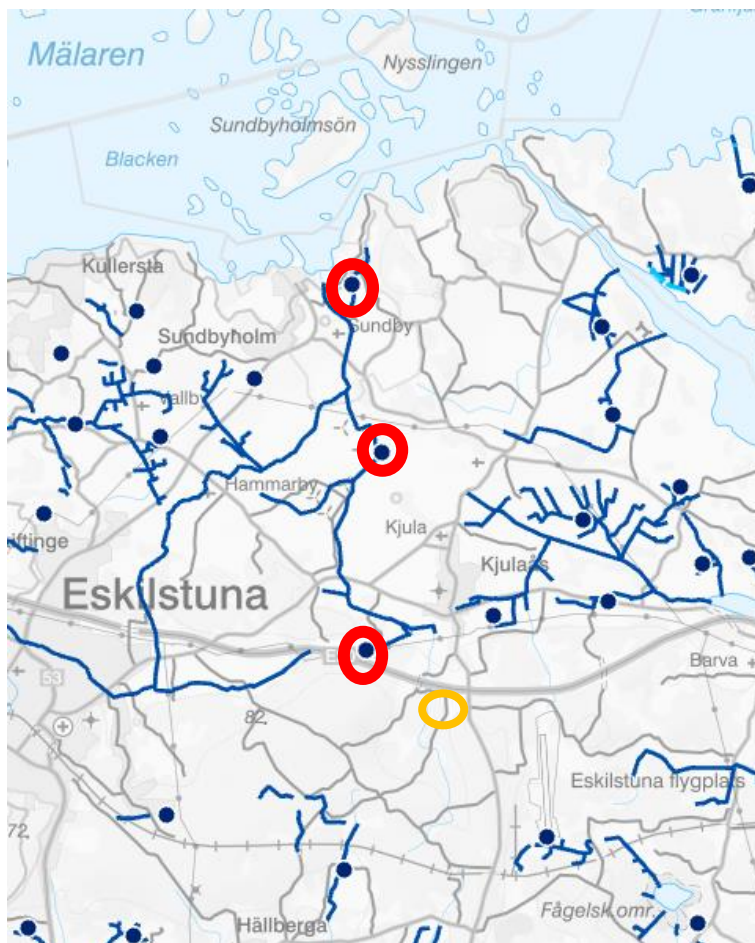 Mälaren
Nysslingen
Sundbyholmsön
Blacken
Kullersta
Sundby
Sundbyholm
Vallby
Hammarby
Kjula
Kjulaås
Eskilstuna
Barva
53
82
Eskilstuna flygplats
72
Hällberga
Fågelsk.omr.